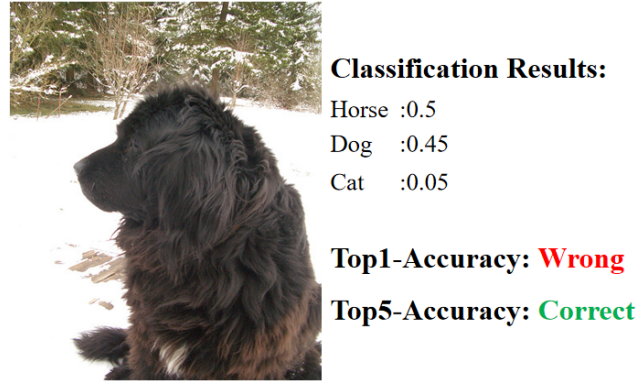 Classification Results:
Horse :0.5
Dog :0.45
Cat :0.05
Top1-Accuracy: Wrong
Top5-Accuracy: Correct